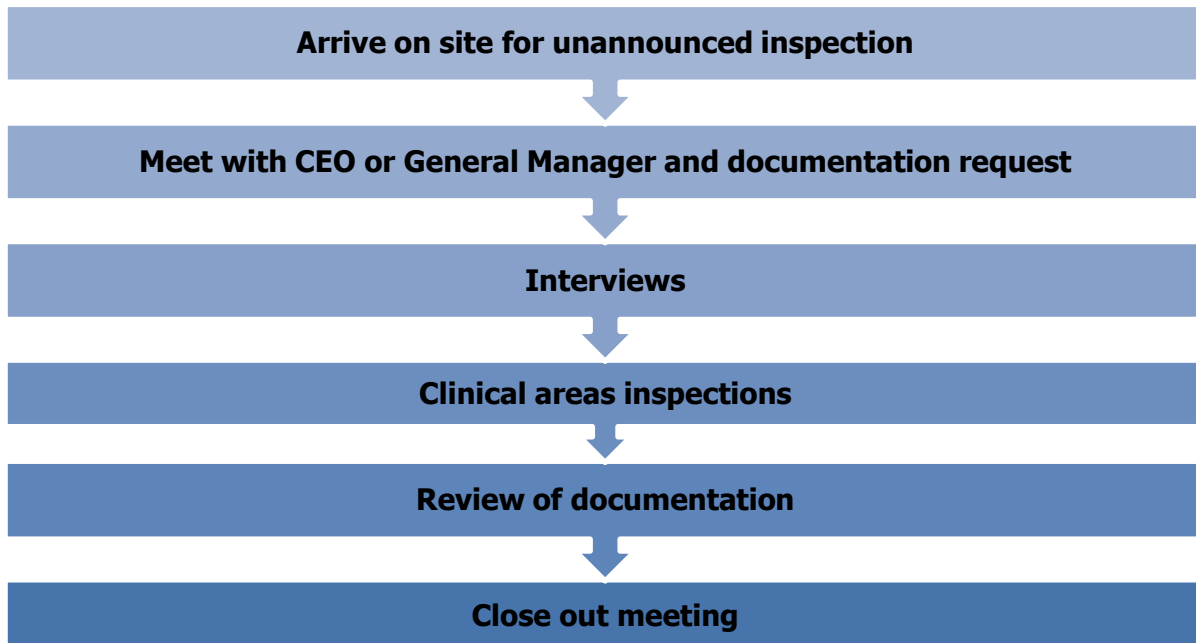 Arrive on site for unannounced inspection
Meet with CEO or General Manager and documentation request
Interviews
Clinical areas inspections
Review of documentation
Close out meeting